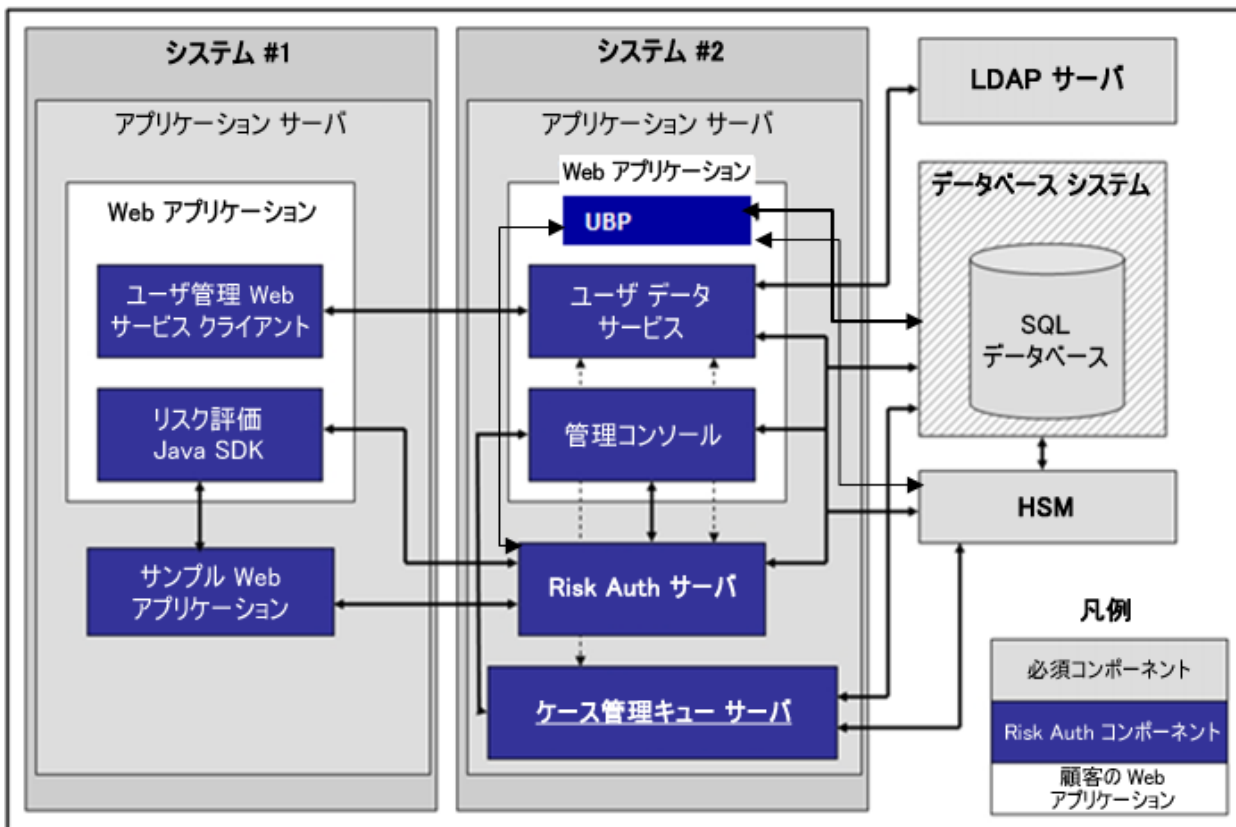 システム #1
アプリケーション サーバ
Web アプリケーション
ユーザ管理 Web
サービス クライアント
リスク評価
Java SDK
サンプル Web
アプリケーション
システム #2
アプリケーション サーバ
Web アプリケーション
UBP
ユーザ データ
サービス
管理コンソール
Risk Auth サーバ
ケース管理キュー サーバ
LDAP サーバ
データベース システム
SQL
データベース
HSM
凡例
必須コンポーネント
Risk Auth コンポーネント
顧客の Web
アプリケーション